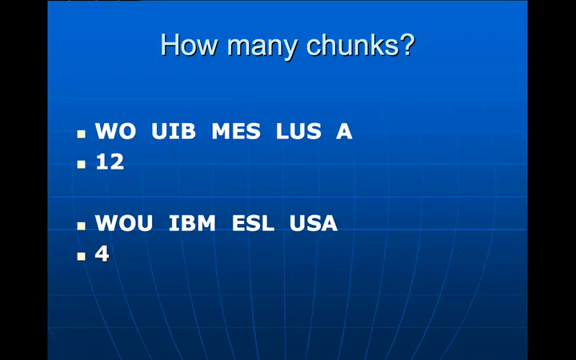 How many chunks?
WO UIB MES LUS A
12
WOU IBM ESL USA
4